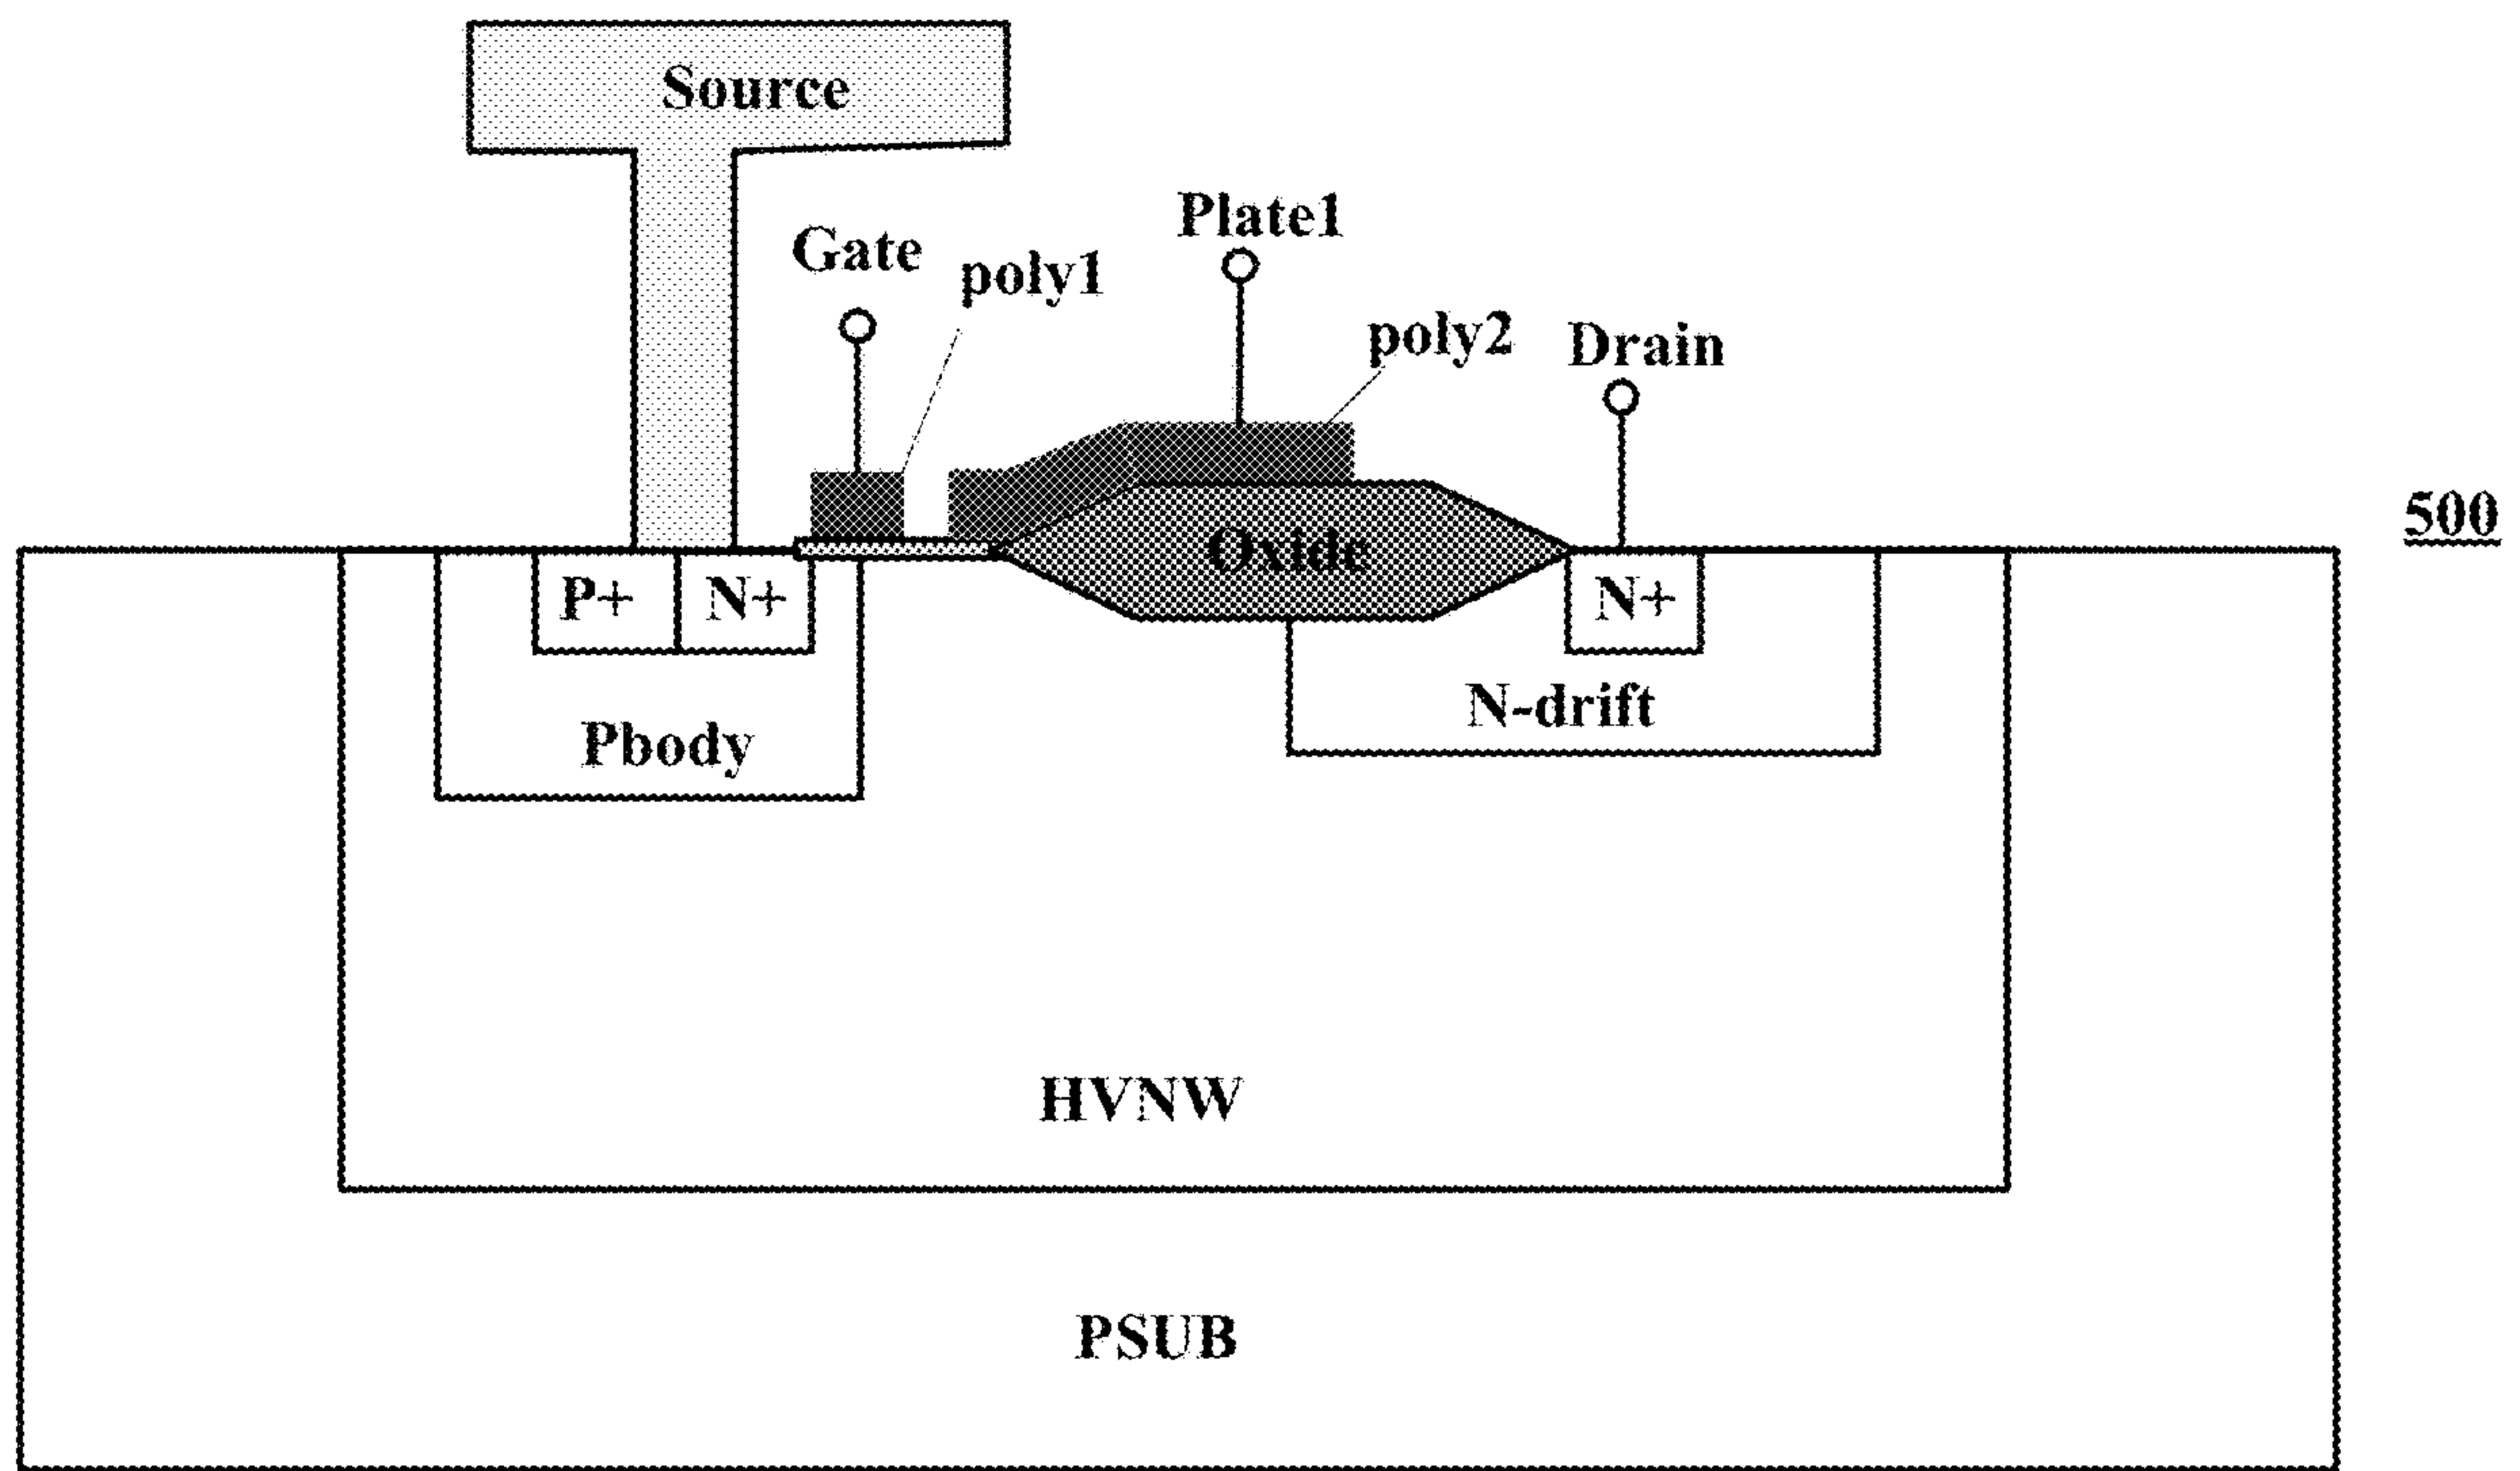 Source
Plate1
Gate
poly1
poly2
Drain
500
Oxide
P+
N+
N+
N-drift
Pbody
HVNW
PSUB